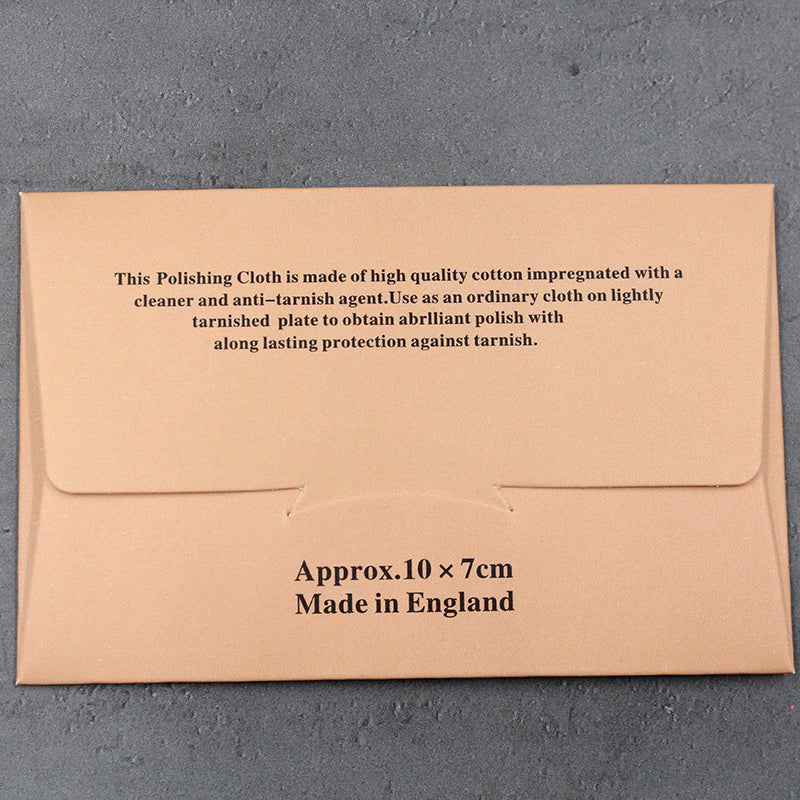 This Polishing Cloth is made of high quality cotton impregnated with a
cleaner and anti-tarnish agent.Use as an ordinary cloth on lightly
tarnished plate to obtain abrlliant polish with
along lasting protection against tarnish.
Approx.10 × 7cm
Made in England